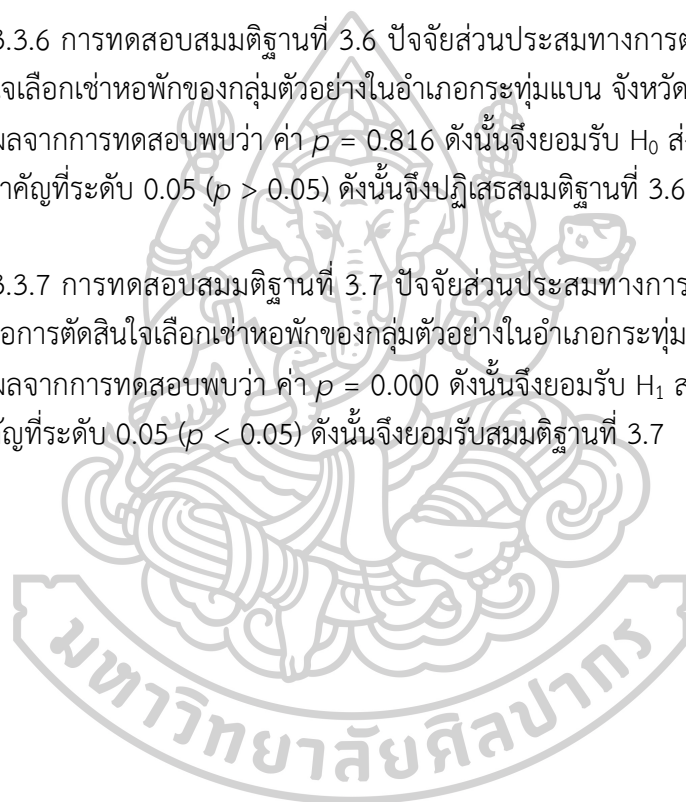 3.3.6 การทดสอบสมมติฐานที่ 3.6 ปัจจัยส่วนประสมทางการ
จเลือกเช่าหอพักของกลุ่มตัวอย่างในอำเภอกระทุ่มแบน จังหวัด
ผลจากการทดสอบพบว่า ค่า p = 0.816 ดังนั้นจึงยอมรับ H₀ ส่
ำคัญที่ระดับ 0.05 (p > 0.05) ดังนั้นจึงปฏิเสธสมมติฐานที่ 3.6
3.3.7 การทดสอบสมมติฐานที่ 3.7 ปัจจัยส่วนประสมทางการ
อการตัดสินใจเลือกเช่าหอพักของกลุ่มตัวอย่างในอำเภอกระทุ่ม
ผลจากการทดสอบพบว่า ค่า p = 0.000 ดังนั้นจึงยอมรับ H₁ ส
ัญที่ระดับ 0.05 (p < 0.05) ดังนั้นจึงยอมรับสมมติฐานที่ 3.7
มหาวิทยาลัยศิลปากร